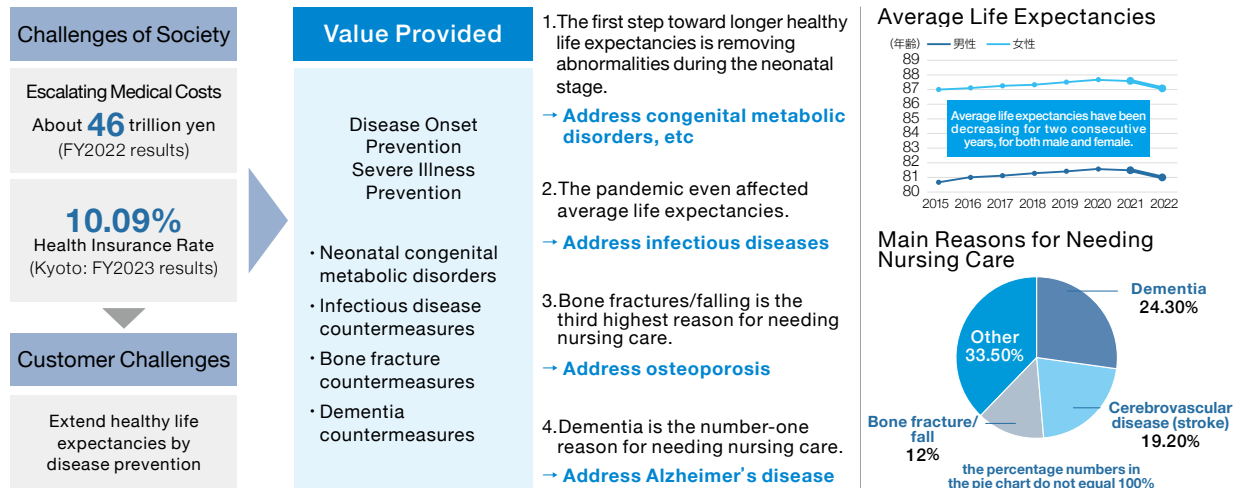 Challenges of Society
Escalating Medical Costs
About 46 trillion yen
(FY2022 results)
10.09%
Health Insurance Rate
(Kyoto: FY2023 results)
Customer Challenges
Extend healthy life
expectancies by
disease prevention
Value Provided
Disease Onset
Prevention
Severe Illness
Prevention
・Neonatal congenital
metabolic disorders
・Infectious disease
countermeasures
・Bone fracture
countermeasures
・Dementia
countermeasures
1.The first step toward longer healthy
life expectancies is removing
abnormalities during the neonatal
stage.
→ Address congenital metabolic
disorders, etc
2.The pandemic even affected
average life expectancies.
→ Address infectious diseases
3.Bone fractures/falling is the
third highest reason for needing
nursing care.
→ Address osteoporosis
4.Dementia is the number-one
reason for needing nursing care.
→ Address Alzheimer's disease
Average Life Expectancies
(年齢) 男性 女性
89
88
87
86
85
84
83
82
81
80
Average life expectancies have been
decreasing for two consecutive
years, for both male and female.
2015 2016 2017 2018 2019 2020 2021 2022
Main Reasons for Needing
Nursing Care
Dementia
24.30%
Other
33.50%
Cerebrovascular
disease (stroke)
19.20%
Bone fracture/
fall
12%
the percentage numbers in
the pie chart do not equal 100%